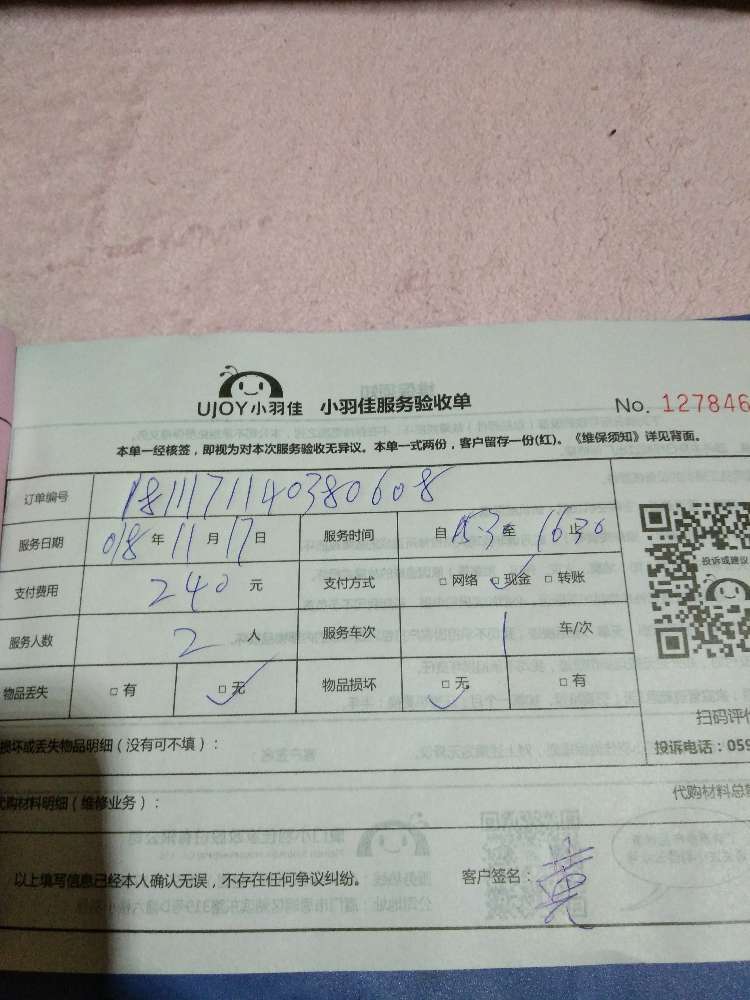 UJOY小羽佳 小羽佳服务验收单 No. 127846
本单一经核签，即视为对本次服务验收无异议。本单一式两份，客户留存一份(红)。《维保须知》详见背面。
订单编号 1811171140380608
服务日期 018 年 11 月 17 日 服务时间 自 15:3 至 1630 止
支付费用 240 元 支付方式 □ 网络 □ 现金 □ 转账
投诉或建议
服务人数 2 人 服务车次 1 车/次
物品丢失 □ 有 □ 无 物品损坏 □ 无 □ 有
扫码评
损坏或丢失物品明细（没有可不填）： 投诉电话：059
代购材料明细（维修业务）： 代购材料总
以上填写信息已经本人确认无误，不存在任何争议纠纷。 客户签名： 黄